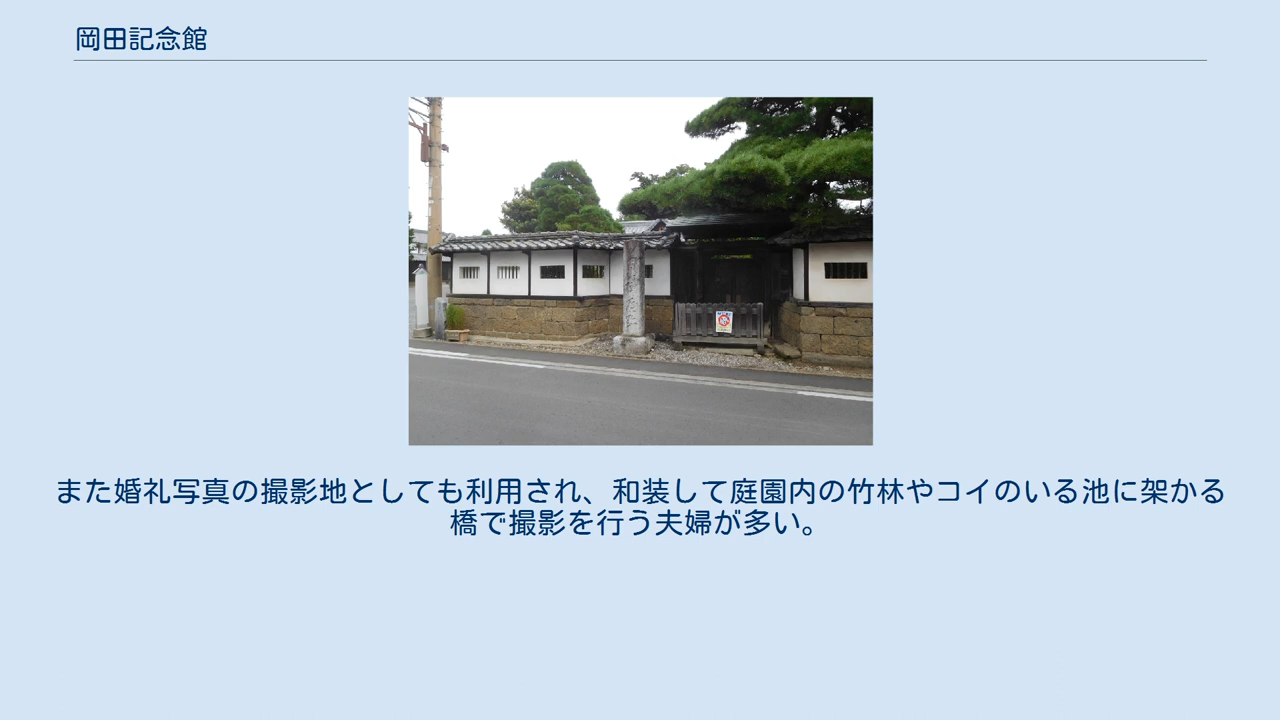 岡田記念館
また婚礼写真の撮影地としても利用され、和装して庭園内の竹林やコイのいる池に架かる
橋で撮影を行う夫婦が多い。